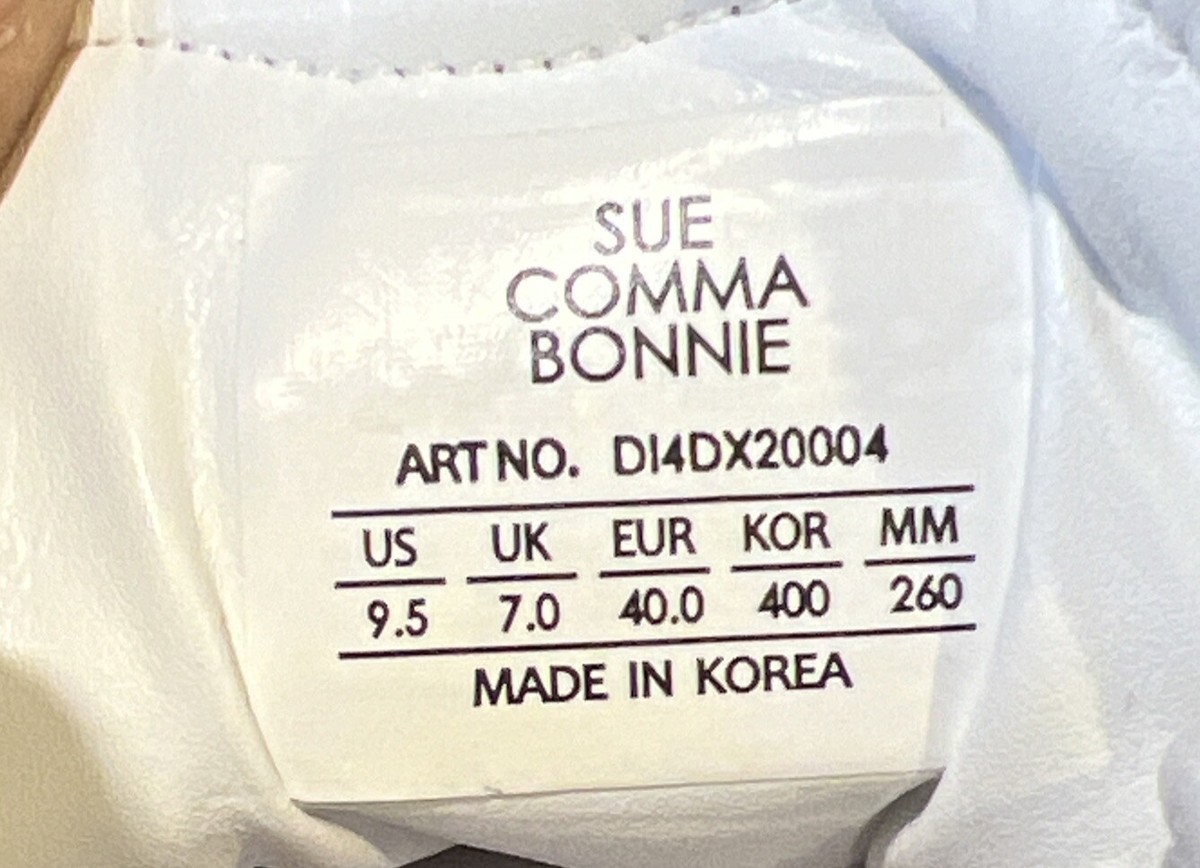 SUE
COMMA
BONNIE
ART NO. DI4DX20004
US UK EUR KOR MM
9.5 7.0 40.0 400 260
MADE IN KOREA